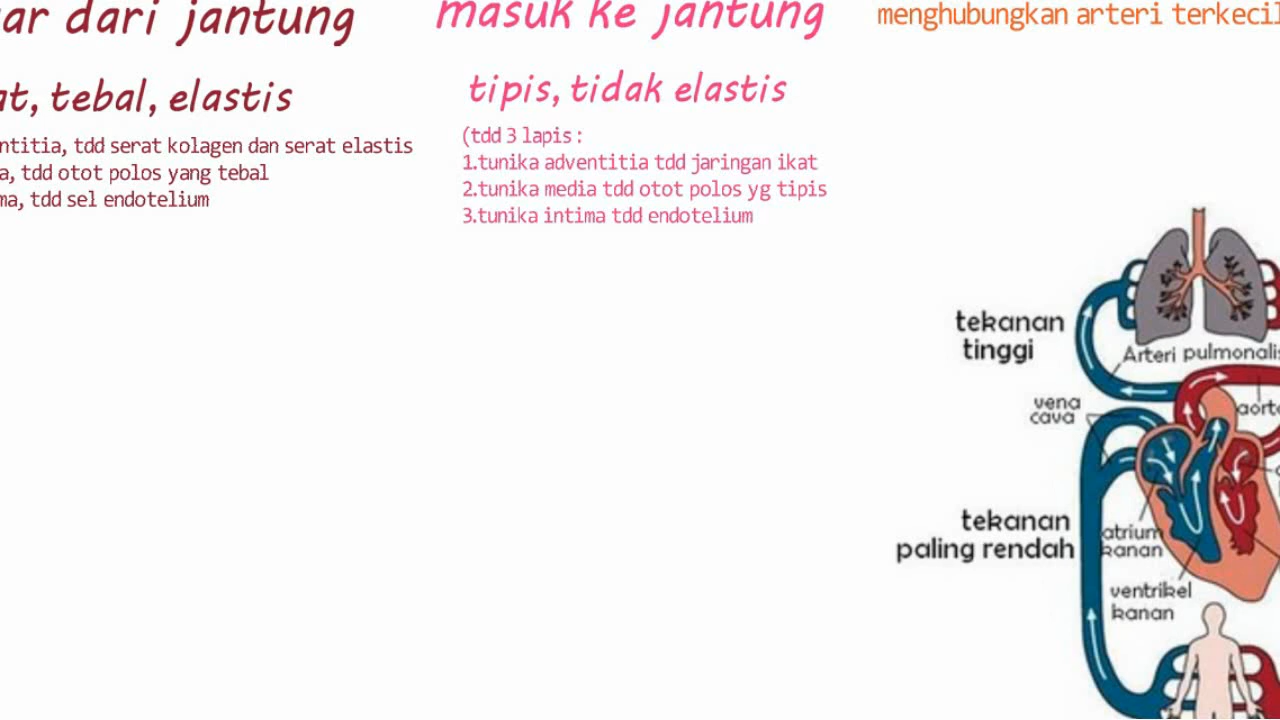 ar dari jantung
at, tebal, elastis
ntitia, tdd serat kolagen dan serat elastis
a, tdd otot polos yang tebal
ma, tdd sel endotelium
masuk ke jantung
tipis, tidak elastis
(tdd 3 lapis :
1.tunika adventitia tdd jaringan ikat
2.tunika media tdd otot polos yg tipis
3.tunika intima tdd endotelium
menghubungkan arteri terkecil
tekanan
tinggi
Arteri pulmonalis
vena
cava
aort
tekanan
paling rendah
atrium
kanan
ventrikel
kanan